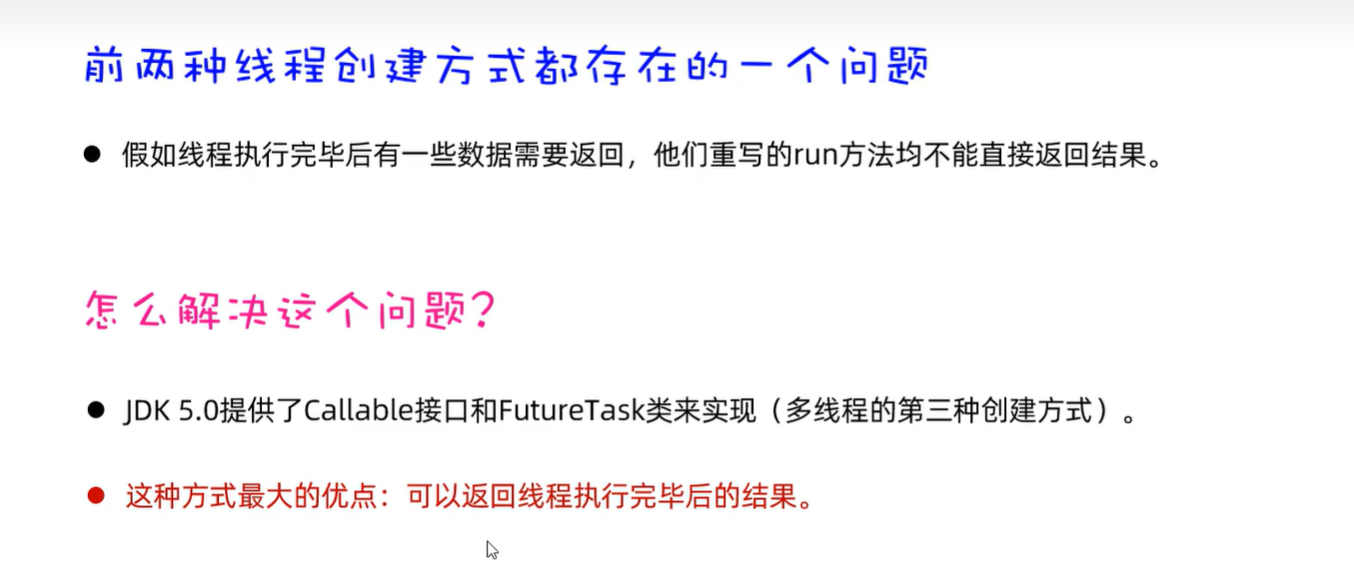 前两种线程创建方式都存在的一个问题
● 假如线程执行完毕后有一些数据需要返回，他们重写的run方法均不能直接返回结果。
怎么解决这个问题？
● JDK 5.0提供了Callable接口和FutureTask类来实现（多线程的第三种创建方式）。
● 这种方式最大的优点：可以返回线程执行完毕后的结果。